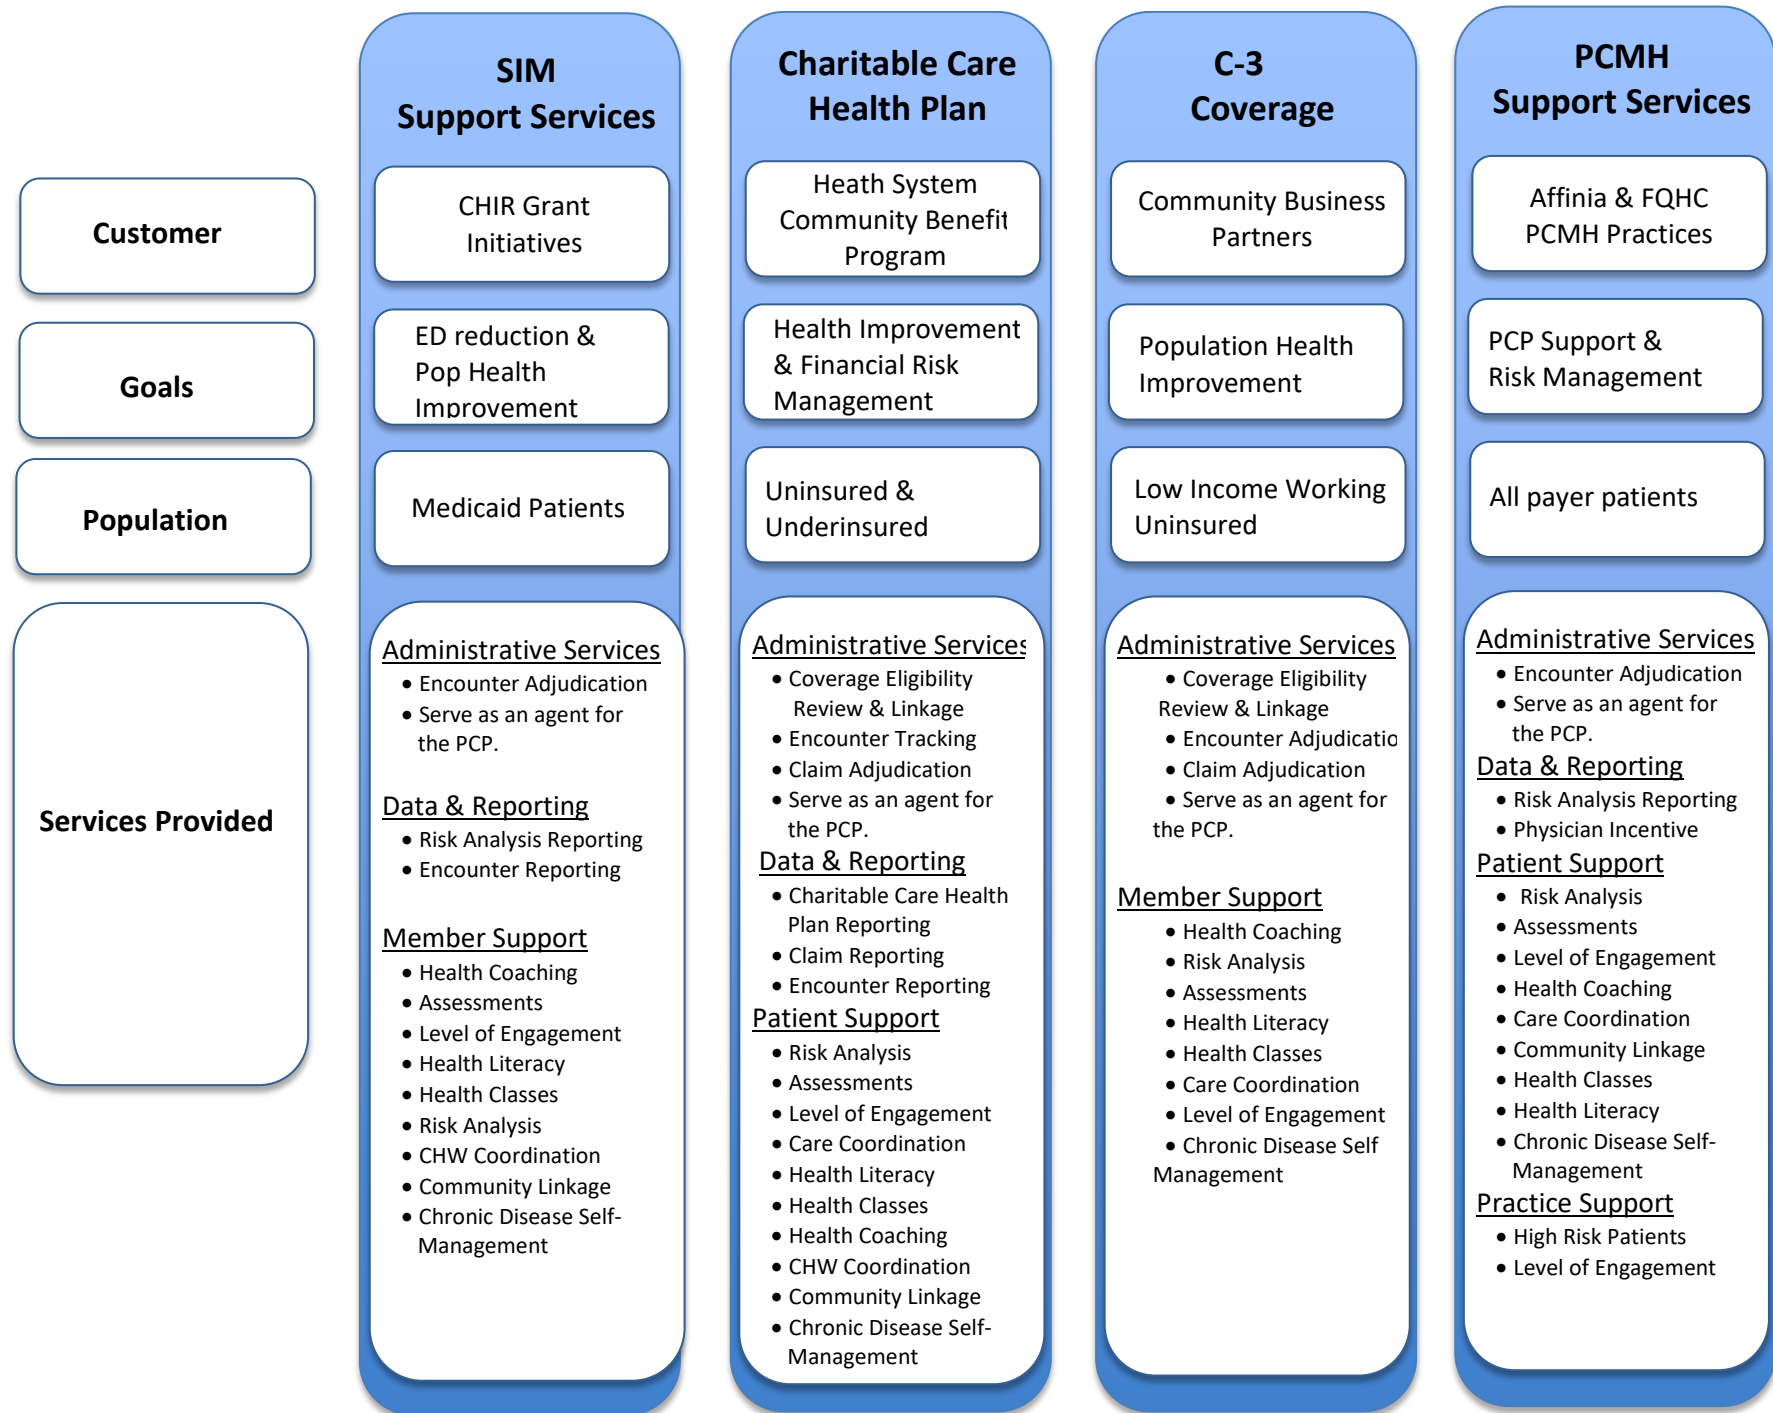 SIM
Support Services
Charitable Care
Health Plan
C-3
Coverage
PCMH
Support Services
Customer
CHIR Grant
Initiatives
Heath System
Community Benefit
Program
Community Business
Partners
Affinia & FQHC
PCMH Practices
Goals
ED reduction &
Pop Health
Improvement
Health Improvement
& Financial Risk
Management
Population Health
Improvement
PCP Support &
Risk Management
Population
Medicaid Patients
Uninsured &
Underinsured
Low Income Working
Uninsured
All payer patients
Services Provided
Administrative Services
• Encounter Adjudication
• Serve as an agent for
the PCP.
Data & Reporting
• Risk Analysis Reporting
• Encounter Reporting
Member Support
• Health Coaching
• Assessments
• Level of Engagement
• Health Literacy
• Health Classes
• Risk Analysis
• CHW Coordination
• Community Linkage
• Chronic Disease Self-
Management
Administrative Services
• Coverage Eligibility
Review & Linkage
• Encounter Tracking
• Claim Adjudication
• Serve as an agent for
the PCP.
Data & Reporting
• Charitable Care Health
Plan Reporting
• Claim Reporting
• Encounter Reporting
Patient Support
• Risk Analysis
• Assessments
• Level of Engagement
• Care Coordination
• Health Literacy
• Health Classes
• Health Coaching
• CHW Coordination
• Community Linkage
• Chronic Disease Self-
Management
Administrative Services
• Coverage Eligibility
Review & Linkage
• Encounter Adjudicatio
• Claim Adjudication
• Serve as an agent for
the PCP.
Member Support
• Health Coaching
• Risk Analysis
• Assessments
• Health Literacy
• Health Classes
• Care Coordination
• Level of Engagement
• Chronic Disease Self
Management
Administrative Services
• Encounter Adjudication
• Serve as an agent for
the PCP.
Data & Reporting
• Risk Analysis Reporting
• Physician Incentive
Patient Support
• Risk Analysis
• Assessments
• Level of Engagement
• Health Coaching
• Care Coordination
• Community Linkage
• Health Classes
• Health Literacy
• Chronic Disease Self-
Management
Practice Support
• High Risk Patients
• Level of Engagement